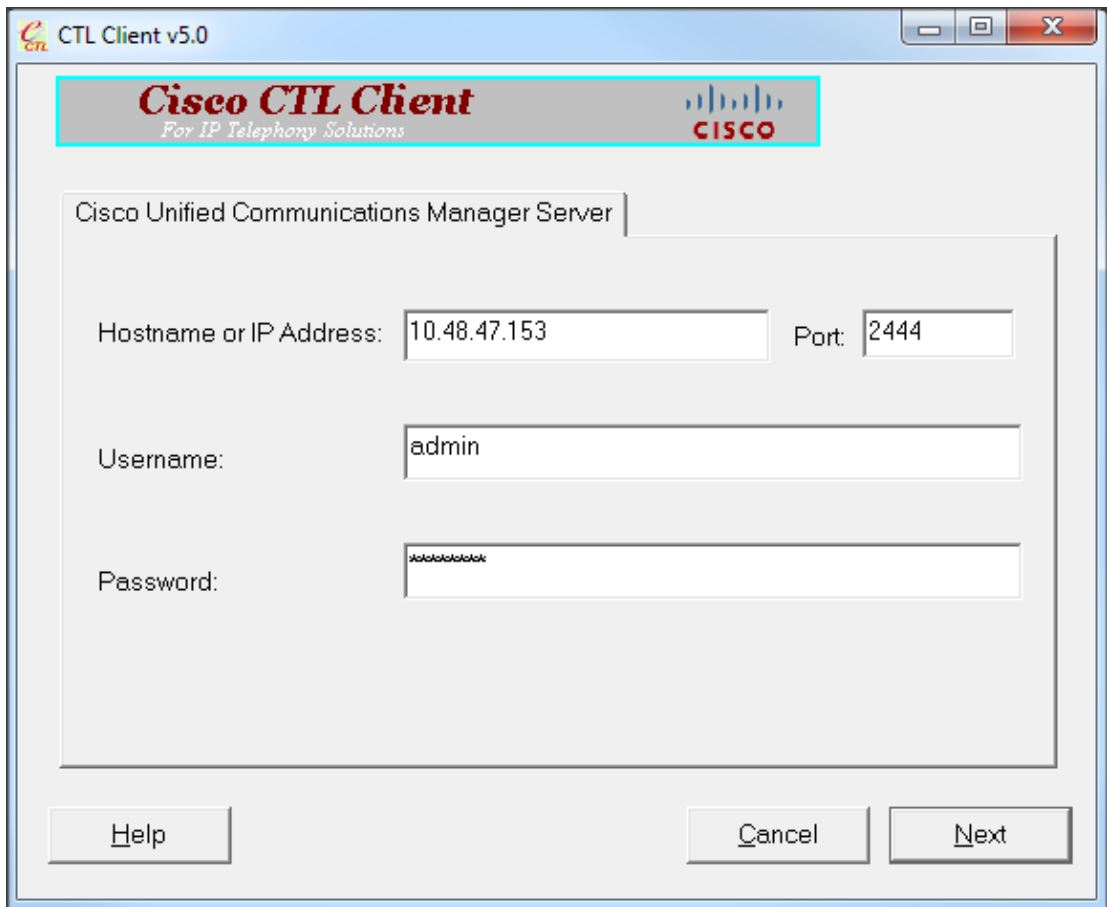 CTL Client v5.0
Cisco CTL Client
For IP Telephony Solutions
CISCO
Cisco Unified Communications Manager Server
Hostname or IP Address: 10.48.47.153 Port: 2444
Username: admin
Password: *********
Help Cancel Next